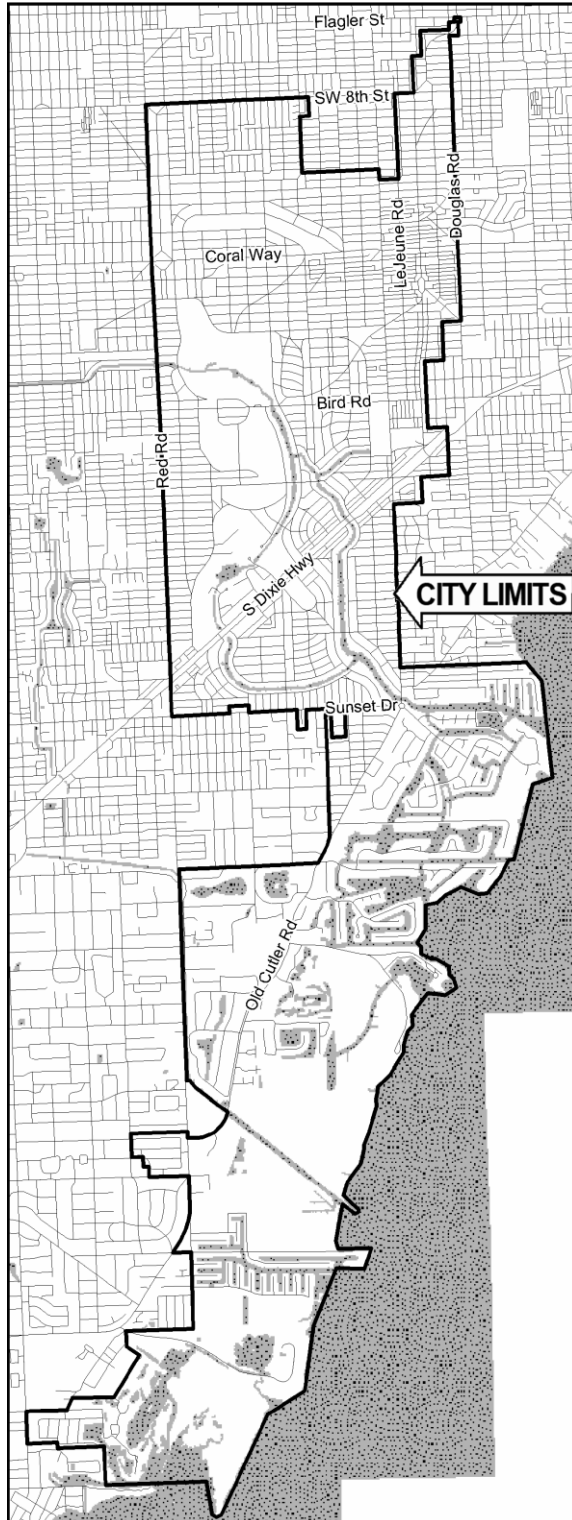 Flagler St
SW 8th St
Douglas Rd
LeJeune Rd
Coral Way
Bird Rd
Red Rd
S Dixie Hwy
CITY LIMITS
Sunset Dr
Old Cutler Rd